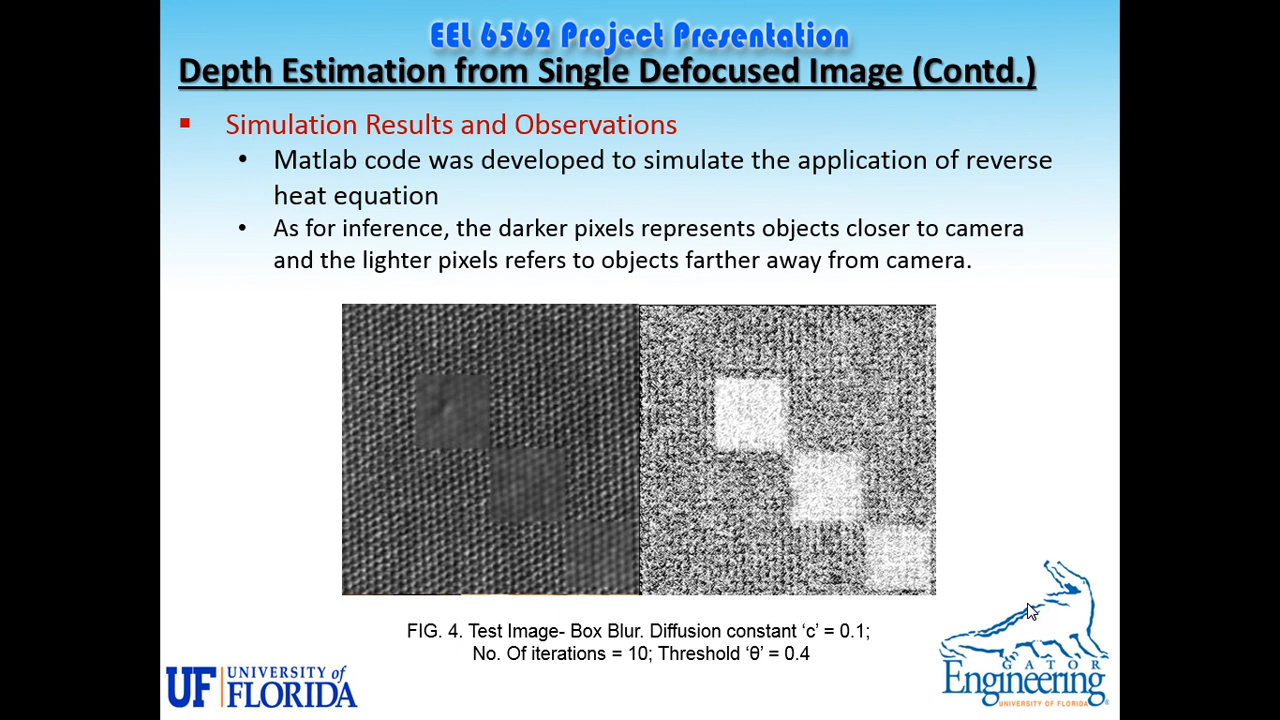 EEL 6562 Project Presentation
Depth Estimation from Single Defocused Image (Contd.)
▪ Simulation Results and Observations
• Matlab code was developed to simulate the application of reverse
heat equation
• As for inference, the darker pixels represents objects closer to camera
and the lighter pixels refers to objects farther away from camera.
FIG. 4. Test Image- Box Blur. Diffusion constant ‘c’ = 0.1;
No. Of iterations = 10; Threshold ‘θ’ = 0.4
UF UNIVERSITY of
FLORIDA
GATOR
Engineering
UNIVERSITY OF FLORIDA